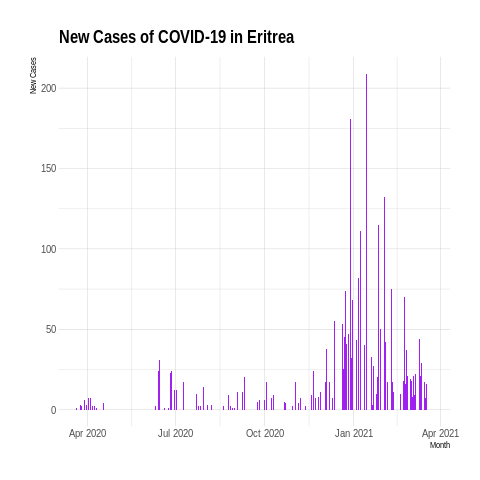 New Cases of COVID-19 in Eritrea
New Cases
200
150
100
50
0
Apr 2020 Jul 2020 Oct 2020 Jan 2021 Apr 2021
Month